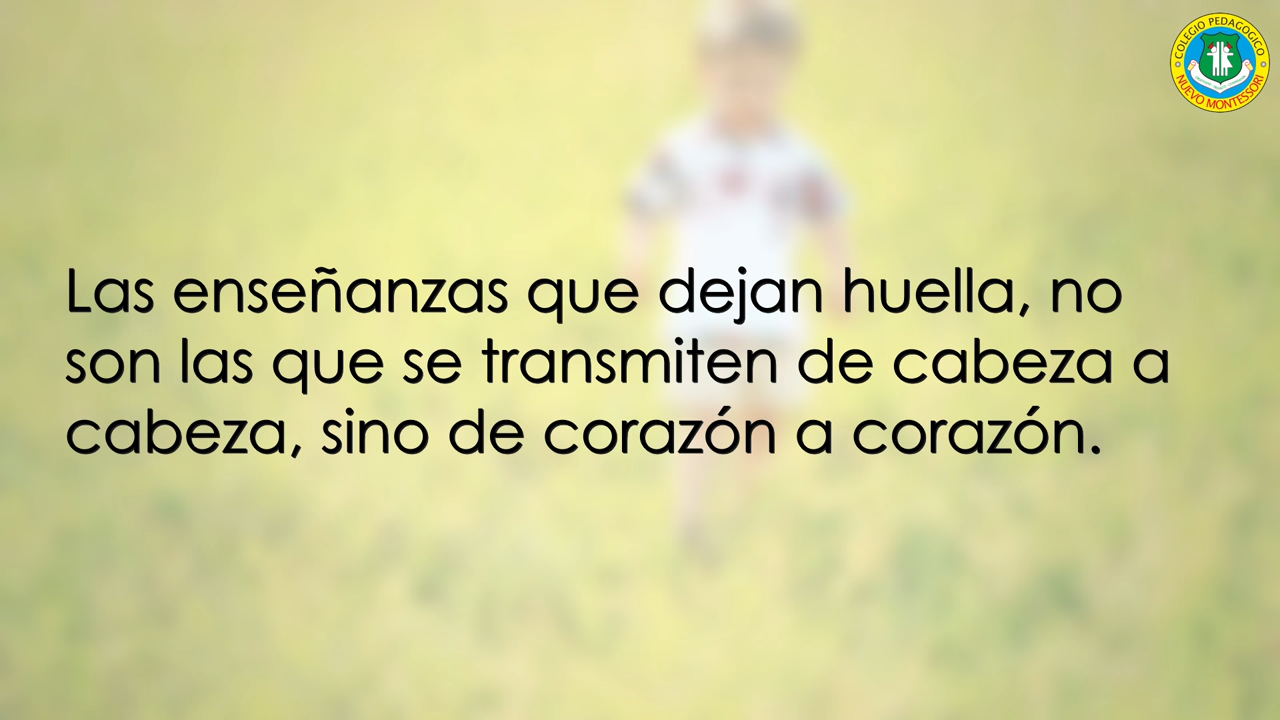 COLEGIO PEDAGOGICO
NUEVO MONTESSORI
Las enseñanzas que dejan huella, no
son las que se transmiten de cabeza a
cabeza, sino de corazón a corazón.